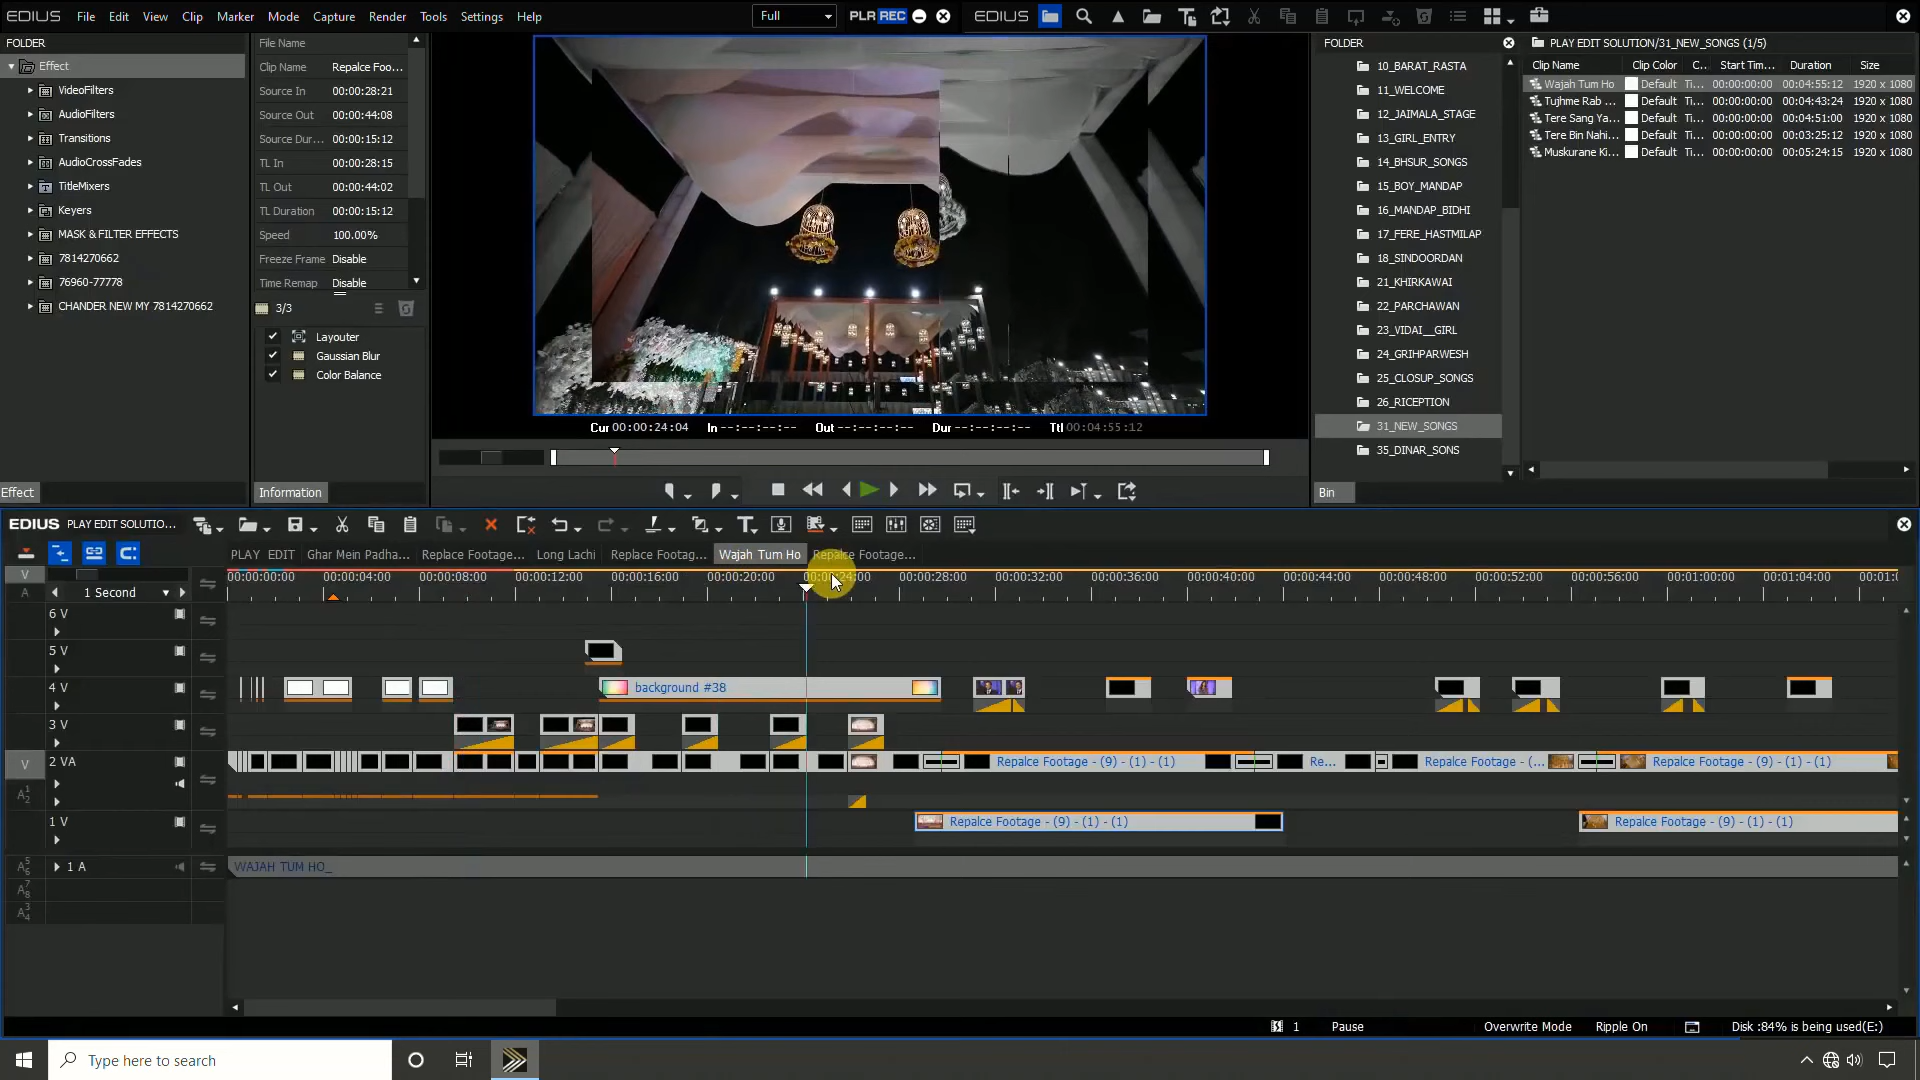 EDIUS File Edit View Clip Marker Mode Capture Render Tools Settings Help
Full PLR REC EDIUS
FOLDER
Effect
VideoFilters
AudioFilters
Transitions
AudioCrossFades
TitleMixers
Keyers
MASK & FILTER EFFECTS
7814270662
76960-77778
CHANDER NEW MY 7814270662
Effect
File Name
Clip Name Repalce Foo...
Source In 00:00:28:21
Source Out 00:00:44:08
Source Dur... 00:00:15:12
TL In 00:00:28:15
TL Out 00:00:44:02
TL Duration 00:00:15:12
Speed 100.00%
Freeze Frame Disable
Time Remap Disable
3/3
Layouter
Gaussian Blur
Color Balance
Information
Cur 00:00:24:04 In --:--:--:-- Out --:--:--:-- Dur --:--:--:-- Ttl 00:04:55:12
FOLDER
10_BARAT_RASTA
11_WELCOME
12_JAIMALA_STAGE
13_GIRL_ENTRY
14_BHSUR_SONGS
15_BOY_MANDAP
16_MANDAP_BIDHI
17_FERE_HASTMILAP
18_SINDOORDAN
21_KHIRKAWAI
22_PARCHAWAN
23_VIDAI__GIRL
24_GRIHPARWESH
25_CLOSUP_SONGS
26_RICEPTION
31_NEW_SONGS
35_DINAR_SONS
Bin
PLAY EDIT SOLUTION/31_NEW_SONGS (1/5)
Clip Name Clip Color C... Start Tim... Duration Size
Wajah Tum Ho Default Ti... 00:00:00:00 00:04:55:12 1920 x 1080
Tujhme Rab ... Default Ti... 00:00:00:00 00:04:43:24 1920 x 1080
Tere Sang Ya... Default Ti... 00:00:00:00 00:04:51:00 1920 x 1080
Tere Bin Nahi... Default Ti... 00:00:00:00 00:03:25:12 1920 x 1080
Muskurane Ki... Default Ti... 00:00:00:00 00:05:24:15 1920 x 1080
EDIUS PLAY EDIT SOLUTIO...
PLAY EDIT Ghar Mein Padha... Replace Footage... Long Lachi Replace Footag... Wajah Tum Ho Repalce Footage...
00:00:00:00 00:00:04:00 00:00:08:00 00:00:12:00 00:00:16:00 00:00:20:00 00:00:24:00 00:00:28:00 00:00:32:00 00:00:36:00 00:00:40:00 00:00:44:00 00:00:48:00 00:00:52:00 00:00:56:00 00:01:00:00 00:01:04:00 00:01:0
V
A 1 Second
6 V
5 V
4 V background #38
3 V
V 2 VA Repalce Footage - (9) - (1) - (1) Re... Repalce Footage - (... Repalce Footage - (9) - (1) - (1)
A1 2
1 V Repalce Footage - (9) - (1) - (1) Repalce Footage - (9) - (1) - (1)
A5 6 1 A WAJAH TUM HO_
A7 8
A3 4
1 Pause Overwrite Mode Ripple On Disk :84% is being used(E:)
Type here to search